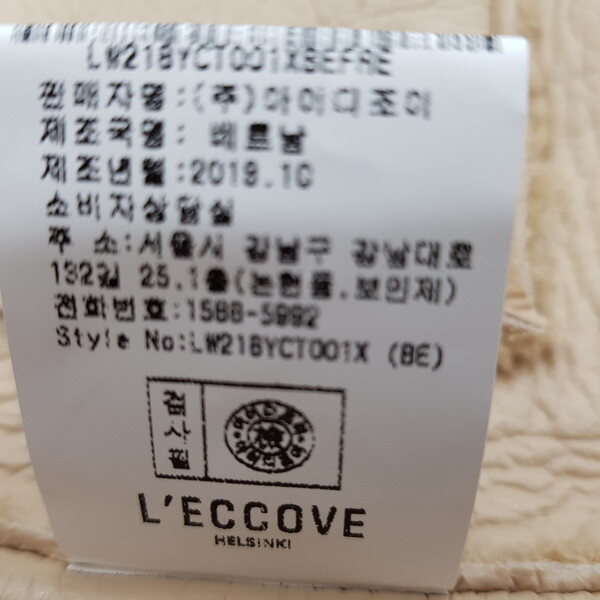 LW218YCT001XBEFRE
판매자명:(주)아이디조이
제조국명: 베트남
제조년월:2018.10
소비자상담실
주 소:서울시 강남구 강남대로
132길 25.1층(논현동.보인제)
전화번호:1588-5992
Style No:LW218YCT001X (BE)
검사필
L'ECCOVE
HELSINKI